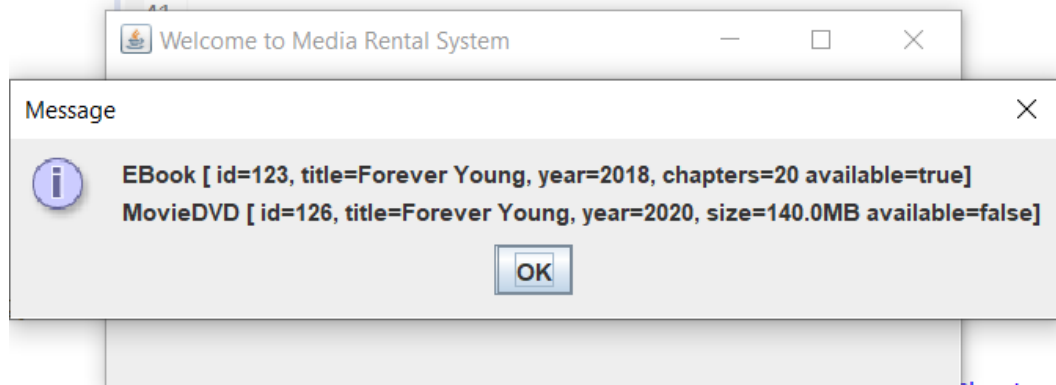 41
Welcome to Media Rental System
Message
EBook [ id=123, title=Forever Young, year=2018, chapters=20 available=true]
MovieDVD [ id=126, title=Forever Young, year=2020, size=140.0MB available=false]
OK